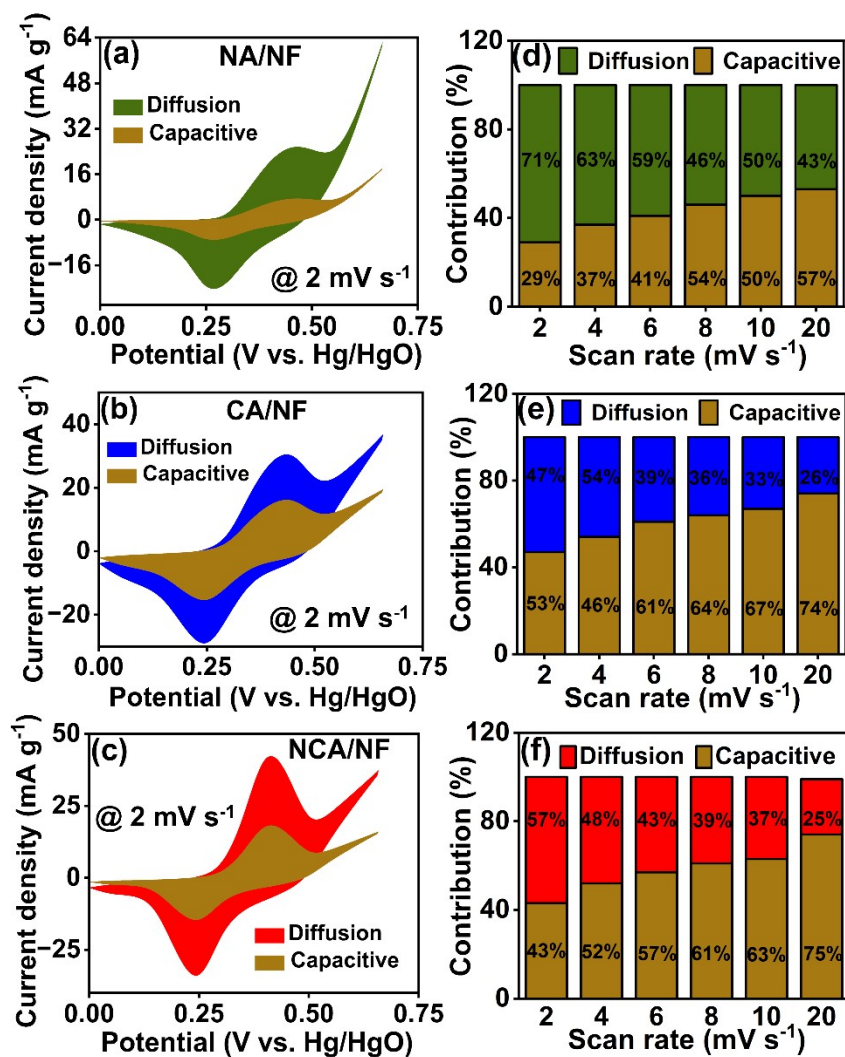 (a) NA/NF
Diffusion
Capacitive
@ 2 mV s⁻¹
64
48
32
16
0
−16
0.00 0.25 0.50 0.75
Current density (mA g⁻¹)
Potential (V vs. Hg/HgO)
(d) Diffusion Capacitive
120
80
40
0
71% 63% 59% 46% 50% 43%
29% 37% 41% 54% 50% 57%
2 4 6 8 10 20
Contribution (%)
Scan rate (mV s⁻¹)
(b) CA/NF
Diffusion
Capacitive
@ 2 mV s⁻¹
40
20
0
−20
0.00 0.25 0.50 0.75
Current density (mA g⁻¹)
Potential (V vs. Hg/HgO)
(e) Diffusion Capacitive
120
80
40
0
47% 54% 39% 36% 33% 26%
53% 46% 61% 64% 67% 74%
2 4 6 8 10 20
Contribution (%)
Scan rate (mV s⁻¹)
(c) NCA/NF
@ 2 mV s⁻¹
Diffusion
Capacitive
50
25
0
−25
0.00 0.25 0.50 0.75
Current density (mA g⁻¹)
Potential (V vs. Hg/HgO)
(f) Diffusion Capacitive
120
80
40
0
57% 48% 43% 39% 37% 25%
43% 52% 57% 61% 63% 75%
2 4 6 8 10 20
Contribution (%)
Scan rate (mV s⁻¹)